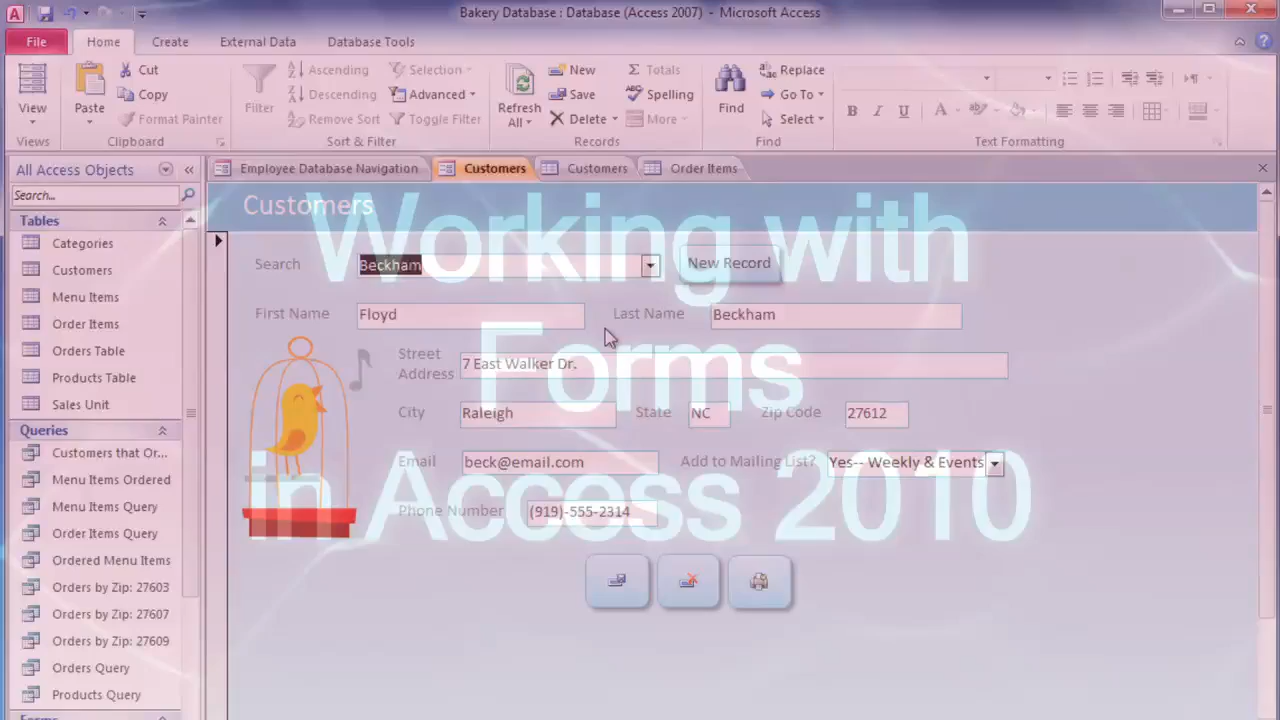 Bakery Database : Database (Access 2007) - Microsoft Access
File Home Create External Data Database Tools
View
Views
Paste
Cut
Copy
Format Painter
Clipboard
Filter
Ascending
Descending
Remove Sort
Selection
Advanced
Toggle Filter
Sort & Filter
Refresh
All
New
Save
Delete
Totals
Spelling
More
Records
Find
Replace
Go To
Select
Find
B I U A ab
Text Formatting
All Access Objects
Search...
Tables
Categories
Customers
Menu Items
Order Items
Orders Table
Products Table
Sales Unit
Queries
Customers that Or...
Menu Items Ordered
Menu Items Query
Order Items Query
Ordered Menu Items
Orders by Zip: 27603
Orders by Zip: 27607
Orders by Zip: 27609
Orders Query
Products Query
Forms
Employee Database Navigation Customers Customers Order Items
Customers
Search Beckham New Record
First Name Floyd Last Name Beckham
Street
Address 7 East Walker Dr.
City Raleigh State NC Zip Code 27612
Email beck@email.com Add to Mailing List? Yes-- Weekly & Events
Phone Number (919)-555-2314
Working with
Forms
in Access 2010